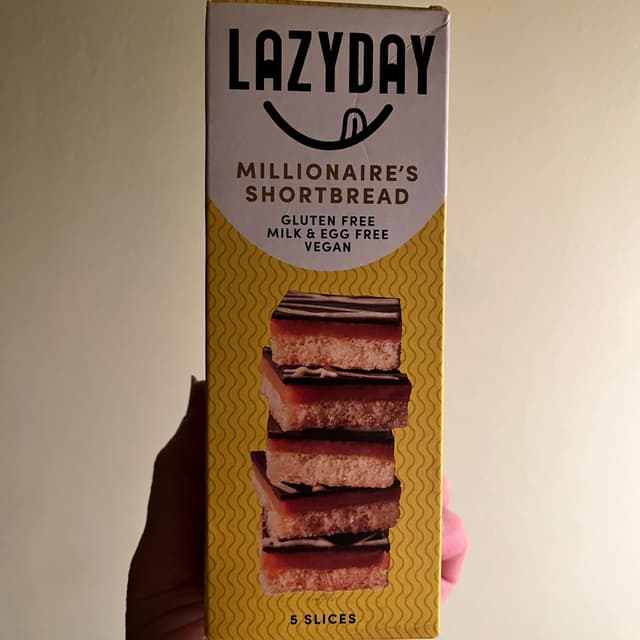 LAZYDAY
MILLIONAIRE'S
SHORTBREAD
GLUTEN FREE
MILK & EGG FREE
VEGAN
5 SLICES